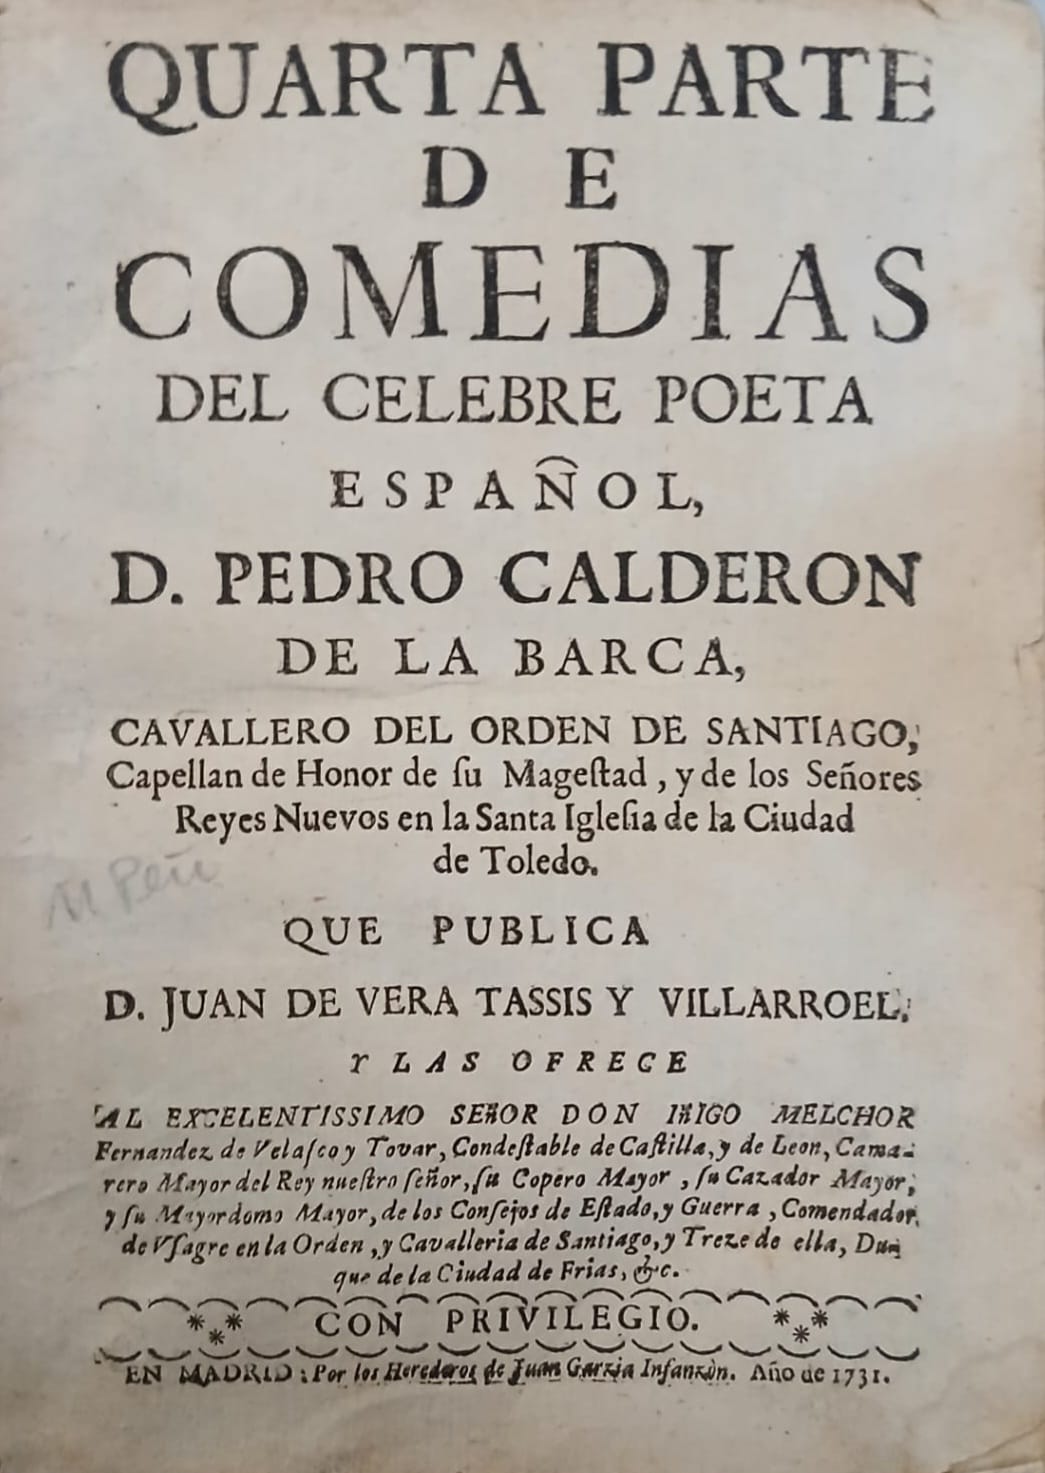 QUARTA PARTE
DE
COMEDIAS
DEL CELEBRE POETA
ESPAÑOL,
D. PEDRO CALDERON
DE LA BARCA,
CAVALLERO DEL ORDEN DE SANTIAGO,
Capellan de Honor de ſu Mageſtad, y de los Señores
Reyes Nuevos en la Santa Igleſia de la Ciudad
de Toledo.
QUE PUBLICA
D. JUAN DE VERA TASSIS Y VILLARROEL.
Y LAS OFRECE
AL EXCELENTISSIMO SEÑOR DON IÑIGO MELCHOR
Fernandez de Velaſco y Tovar, Condeſtable de Caſtilla, y de Leon, Cama-
rero Mayor del Rey nueſtro ſeñor, ſu Copero Mayor, ſu Cazador Mayor,
y ſu Mayordomo Mayor, de los Conſejos de Eſtado, y Guerra, Comendador
de Vſagre en la Orden, y Cavalleria de Santiago, y Treze de ella, Du-
que de la Ciudad de Frias, &c.
*** CON PRIVILEGIO. ***
EN MADRID: Por los Herederos de Juan Garzia Infanzòn. Año de 1731.